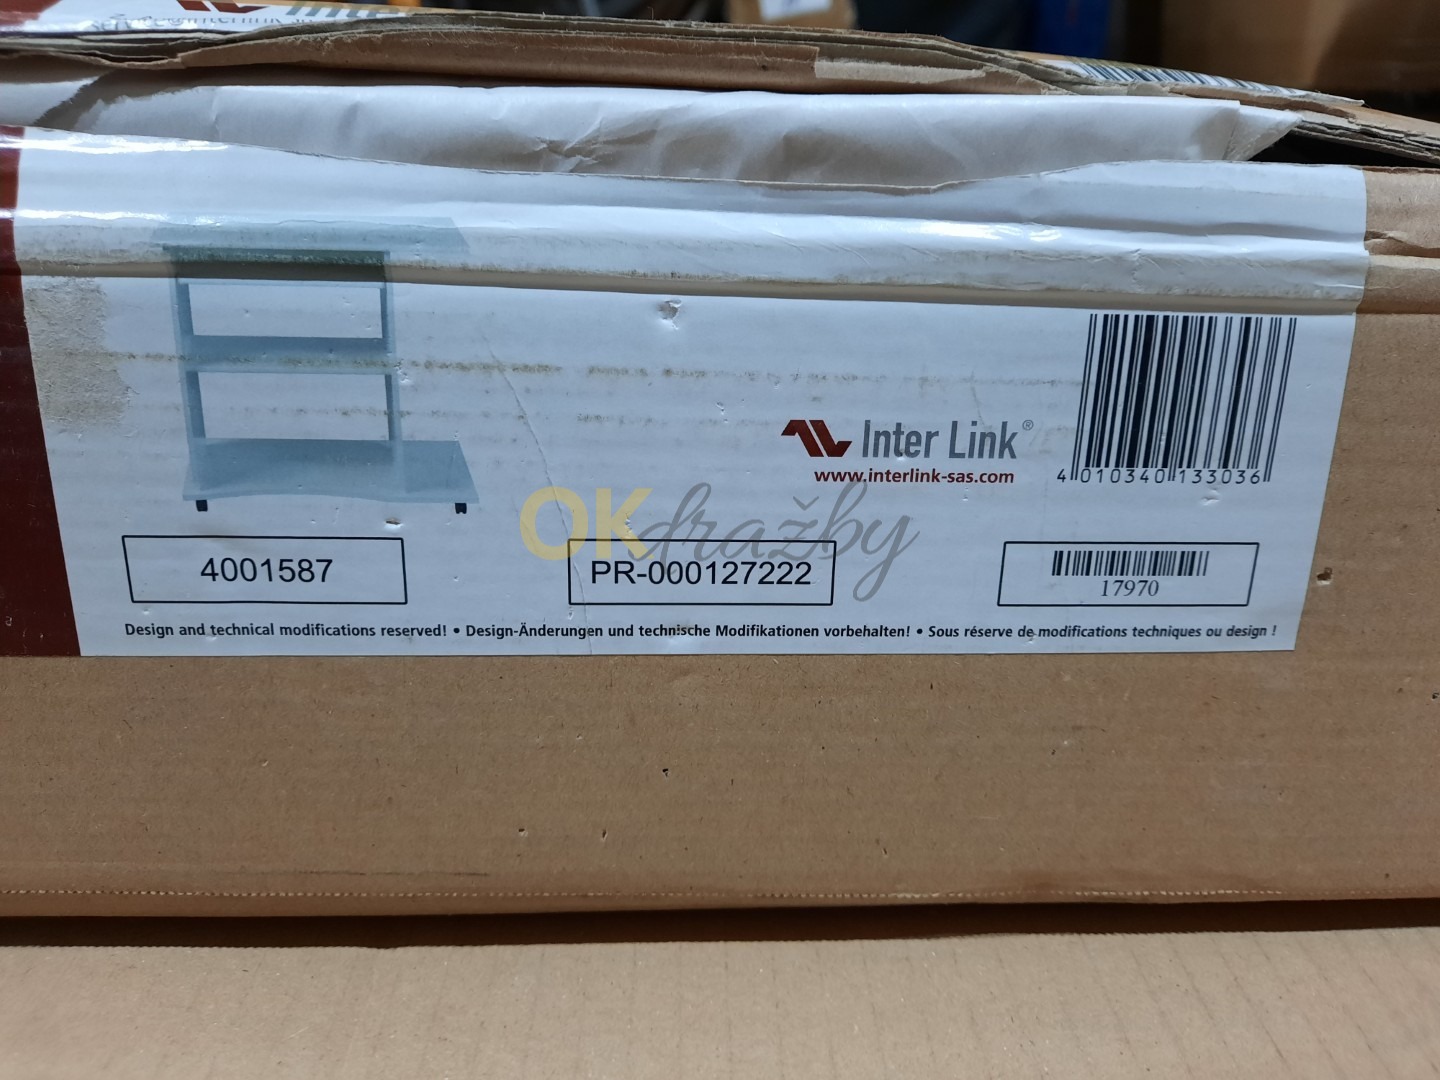 Inter Link®
www.interlink-sas.com
4 010340 133036
OKdražby
4001587
PR-000127222
17970
Design and technical modifications reserved! • Design-Änderungen und technische Modifikationen vorbehalten! • Sous réserve de modifications techniques ou design !